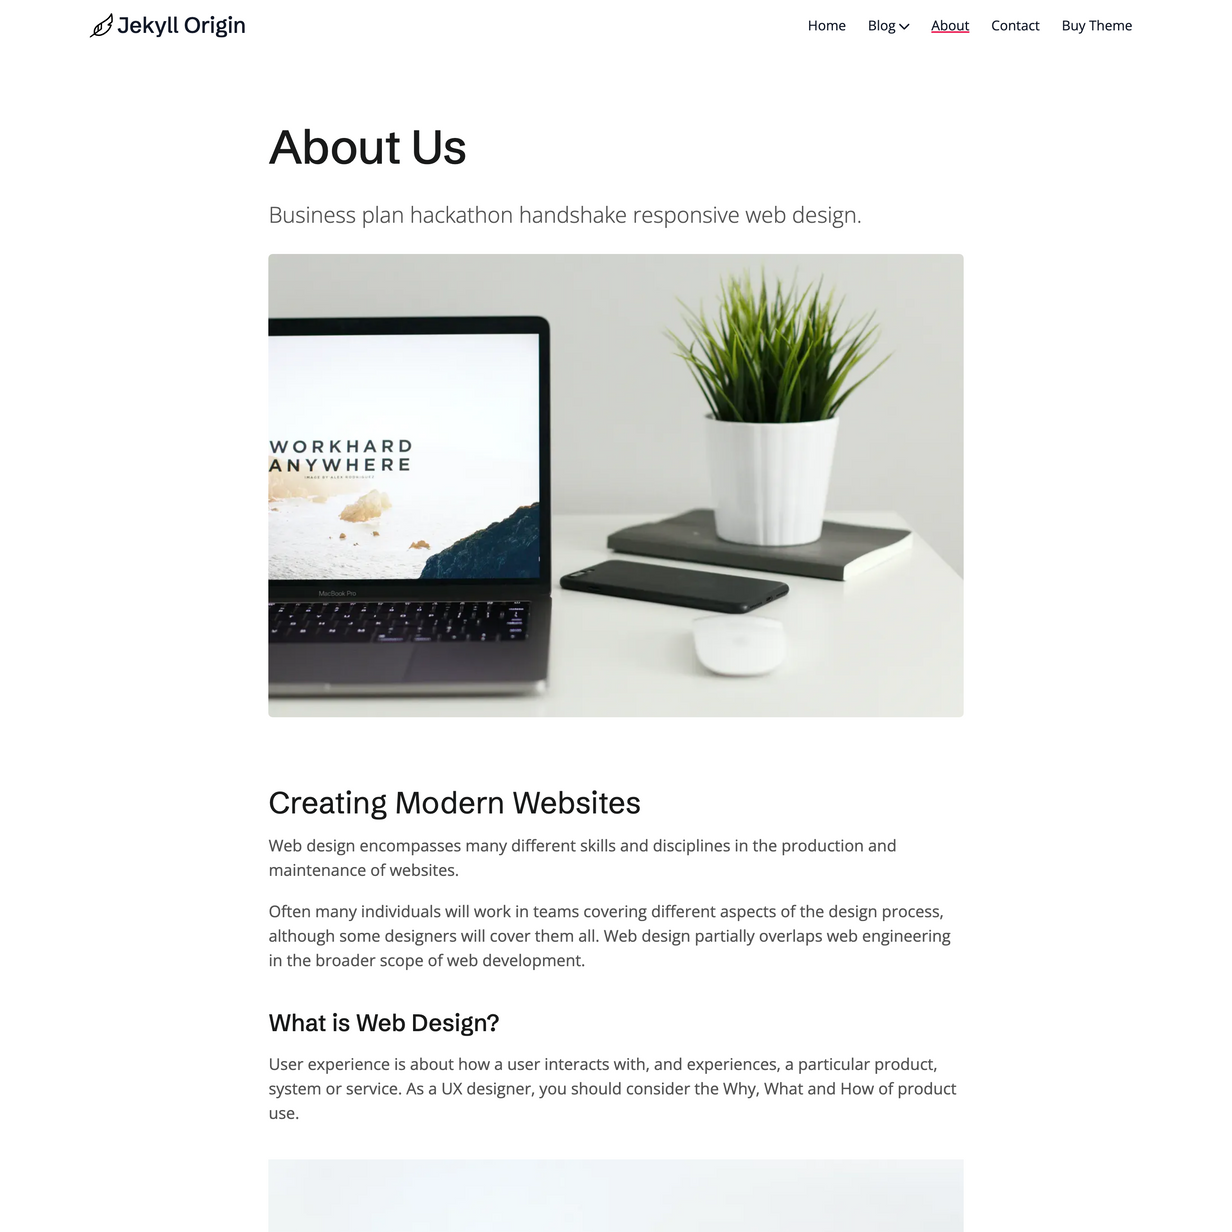 Jekyll Origin
Home Blog About Contact Buy Theme
About Us
Business plan hackathon handshake responsive web design.
WORKHARD
ANYWHERE
MacBook Pro
Creating Modern Websites
Web design encompasses many different skills and disciplines in the production and
maintenance of websites.
Often many individuals will work in teams covering different aspects of the design process,
although some designers will cover them all. Web design partially overlaps web engineering
in the broader scope of web development.
What is Web Design?
User experience is about how a user interacts with, and experiences, a particular product,
system or service. As a UX designer, you should consider the Why, What and How of product
use.